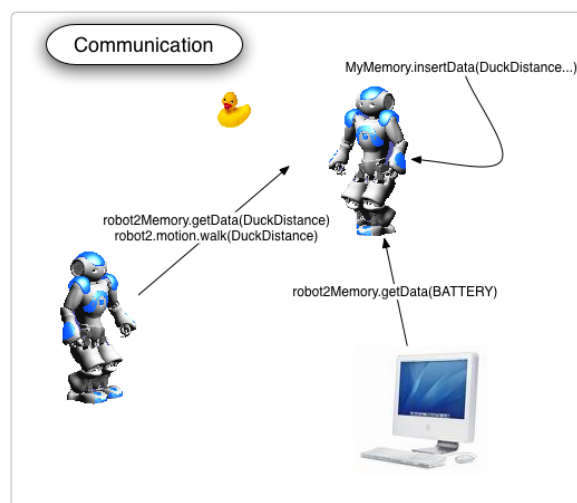 Communication
MyMemory.insertData(DuckDistance...)
robot2Memory.getData(DuckDistance)
robot2.motion.walk(DuckDistance)
robot2Memory.getData(BATTERY)